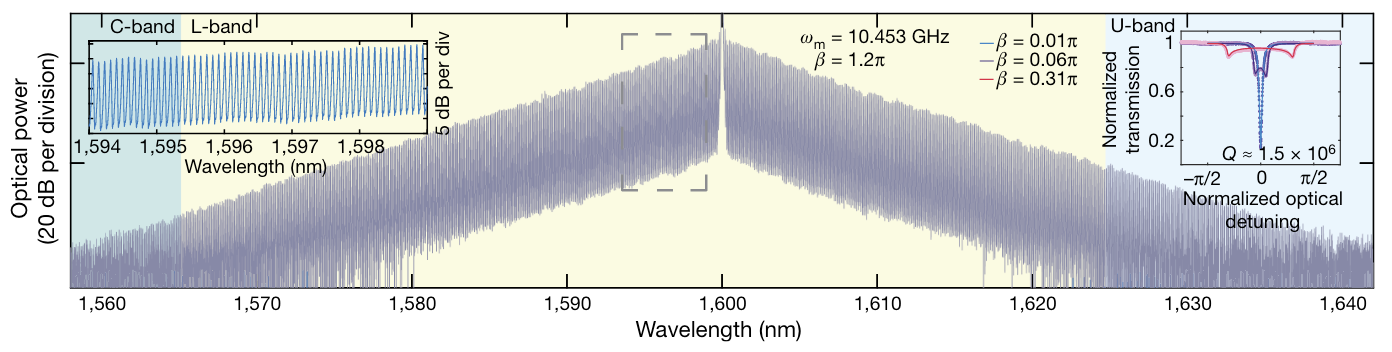 C-band
L-band
U-band
5 dB per div
1,594 1,595 1,596 1,597 1,598
Wavelength (nm)
ωm = 10.453 GHz
β = 1.2π
β = 0.01π
β = 0.06π
β = 0.31π
Normalized
transmission
1
0.6
0.2
Q ≈ 1.5 × 10⁶
–π/2 0 π/2
Normalized optical
detuning
Optical power
(20 dB per division)
1,560 1,570 1,580 1,590 1,600 1,610 1,620 1,630 1,640
Wavelength (nm)